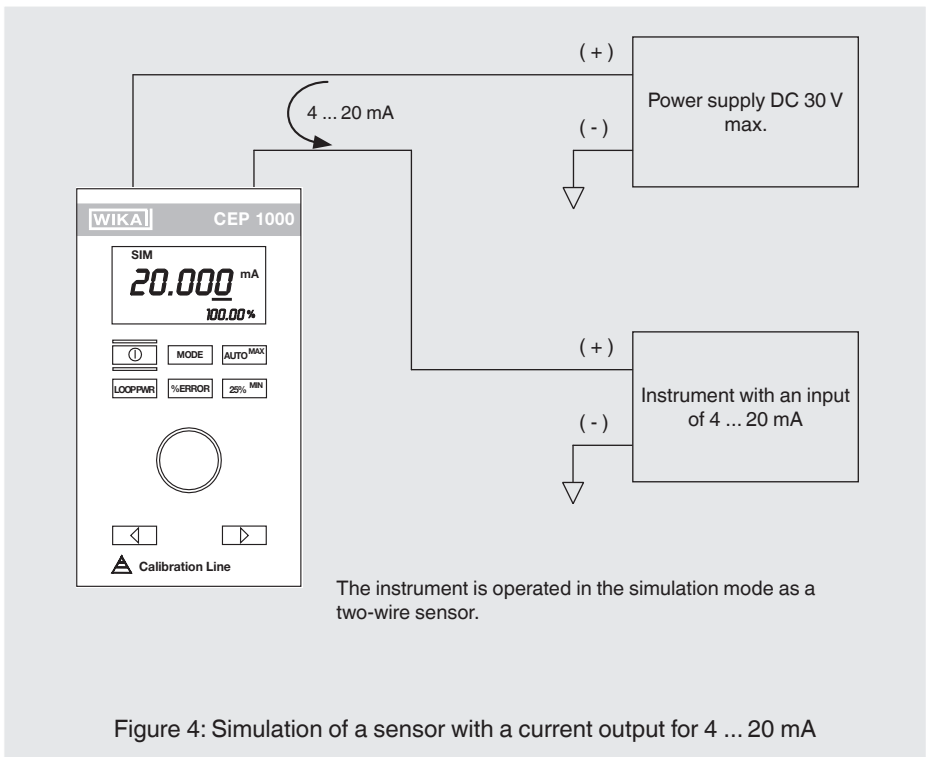 ( + )
Power supply DC 30 V
max.
4 ... 20 mA
( - )
WIKA
CEP 1000
SIM
20.000 mA
100.00 %
MODE
AUTO MAX
LOOP PWR
%ERROR
25% MIN
( + )
Instrument with an input
of 4 ... 20 mA
( - )
Calibration Line
The instrument is operated in the simulation mode as a
two-wire sensor.
Figure 4: Simulation of a sensor with a current output for 4 ... 20 mA